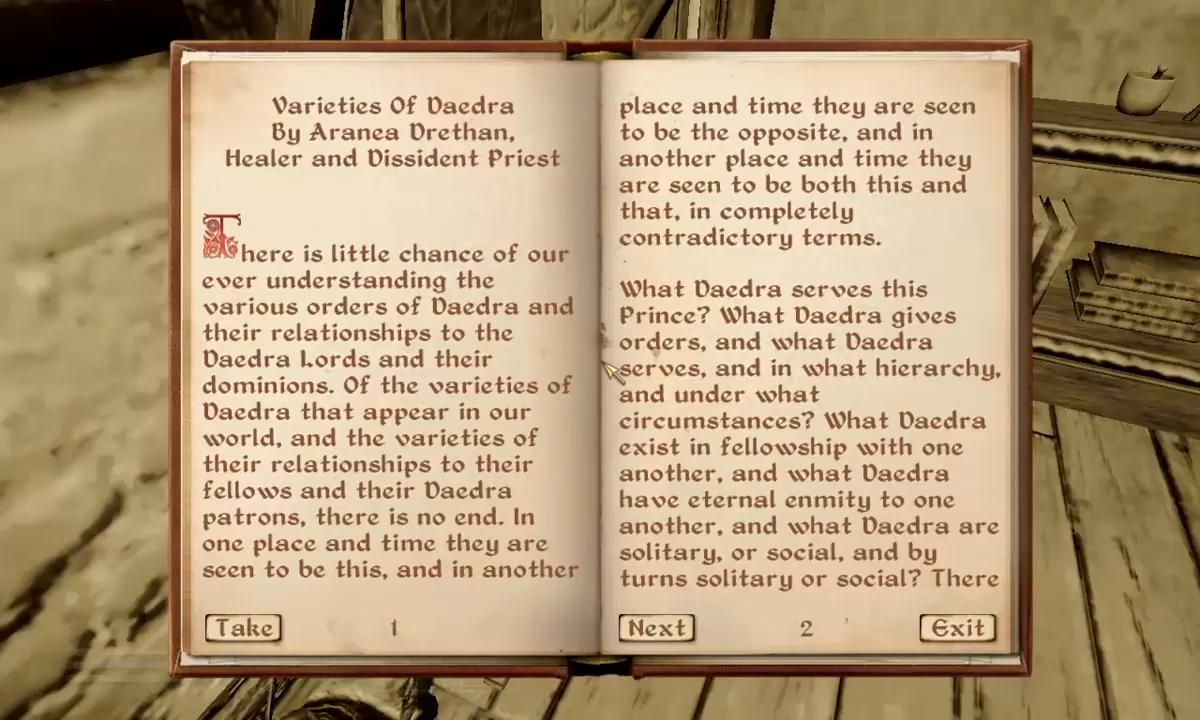 Varieties Of Daedra
By Aranea Drethan,
Healer and Dissident Priest
There is little chance of our
ever understanding the
various orders of Daedra and
their relationships to the
Daedra Lords and their
dominions. Of the varieties of
Daedra that appear in our
world, and the varieties of
their relationships to their
fellows and their Daedra
patrons, there is no end. In
one place and time they are
seen to be this, and in another
Take
1
place and time they are seen
to be the opposite, and in
another place and time they
are seen to be both this and
that, in completely
contradictory terms.
What Daedra serves this
Prince? What Daedra gives
orders, and what Daedra
serves, and in what hierarchy,
and under what
circumstances? What Daedra
exist in fellowship with one
another, and what Daedra
have eternal enmity to one
another, and what Daedra are
solitary, or social, and by
turns solitary or social? There
Next
2
Exit